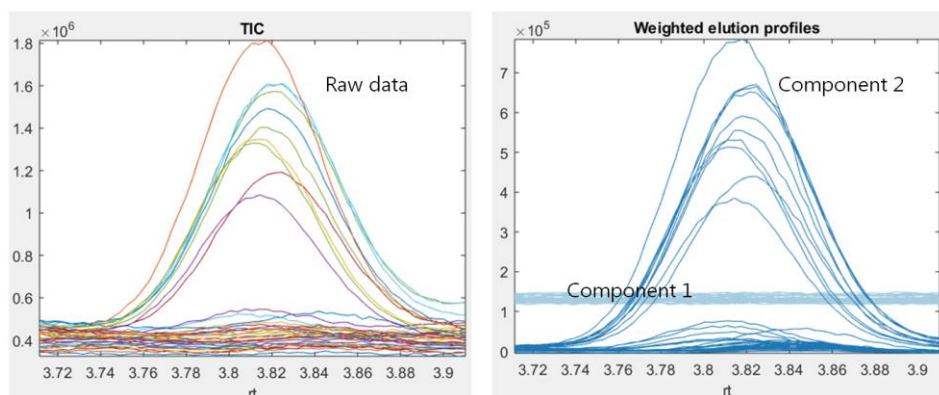 TIC
×10⁶
1.8
1.6
1.4
1.2
1
0.8
0.6
0.4
Raw data
3.72 3.74 3.76 3.78 3.8 3.82 3.84 3.86 3.88 3.9
rt
Weighted elution profiles
×10⁵
7
6
5
4
3
2
1
0
Component 2
Component 1
3.72 3.74 3.76 3.78 3.8 3.82 3.84 3.86 3.88 3.9
rt